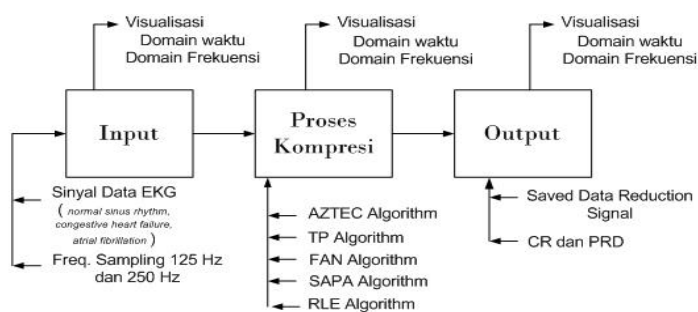 Visualisasi
Domain waktu
Domain Frekuensi
Visualisasi
Domain waktu
Domain Frekuensi
Visualisasi
Domain waktu
Domain Frekuensi
Input
Proses
Kompresi
Output
Sinyal Data EKG
( normal sinus rhythm,
congestive heart failure,
atrial fibrillation )
Freq. Sampling 125 Hz
dan 250 Hz
AZTEC Algorithm
TP Algorithm
FAN Algorithm
SAPA Algorithm
RLE Algorithm
Saved Data Reduction
Signal
CR dan PRD